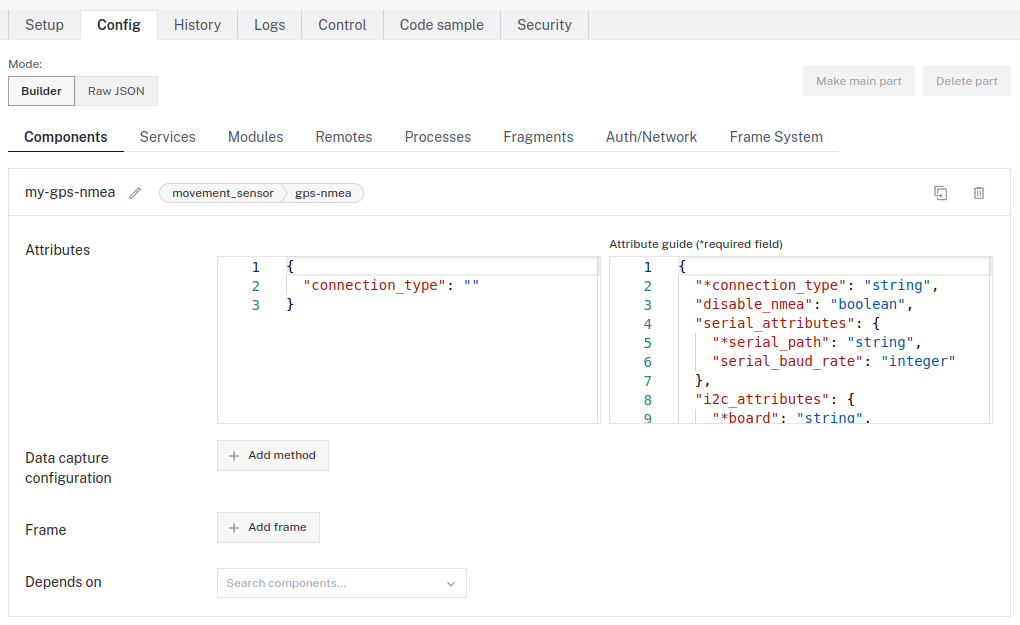 Setup Config History Logs Control Code sample Security
Mode:
Builder Raw JSON Make main part Delete part
Components Services Modules Remotes Processes Fragments Auth/Network Frame System
my-gps-nmea movement_sensor gps-nmea
Attributes
1 {
2 "connection_type": ""
3 }
Attribute guide (*required field)
1 {
2 "*connection_type": "string",
3 "disable_nmea": "boolean",
4 "serial_attributes": {
5 "*serial_path": "string",
6 "serial_baud_rate": "integer"
7 },
8 "i2c_attributes": {
9 "*board": "string",
Data capture
configuration
Add method
Frame
Add frame
Depends on
Search components...